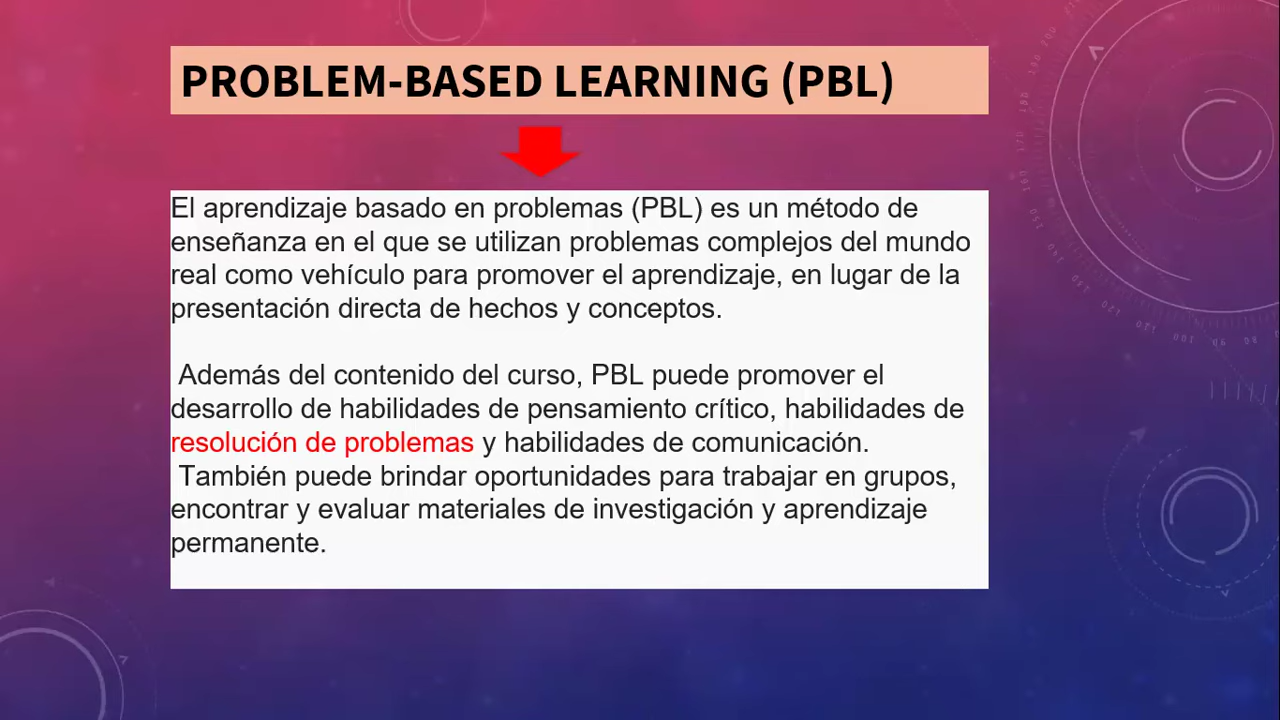 PROBLEM-BASED LEARNING (PBL)
El aprendizaje basado en problemas (PBL) es un método de
enseñanza en el que se utilizan problemas complejos del mundo
real como vehículo para promover el aprendizaje, en lugar de la
presentación directa de hechos y conceptos.
Además del contenido del curso, PBL puede promover el
desarrollo de habilidades de pensamiento crítico, habilidades de
resolución de problemas y habilidades de comunicación.
También puede brindar oportunidades para trabajar en grupos,
encontrar y evaluar materiales de investigación y aprendizaje
permanente.